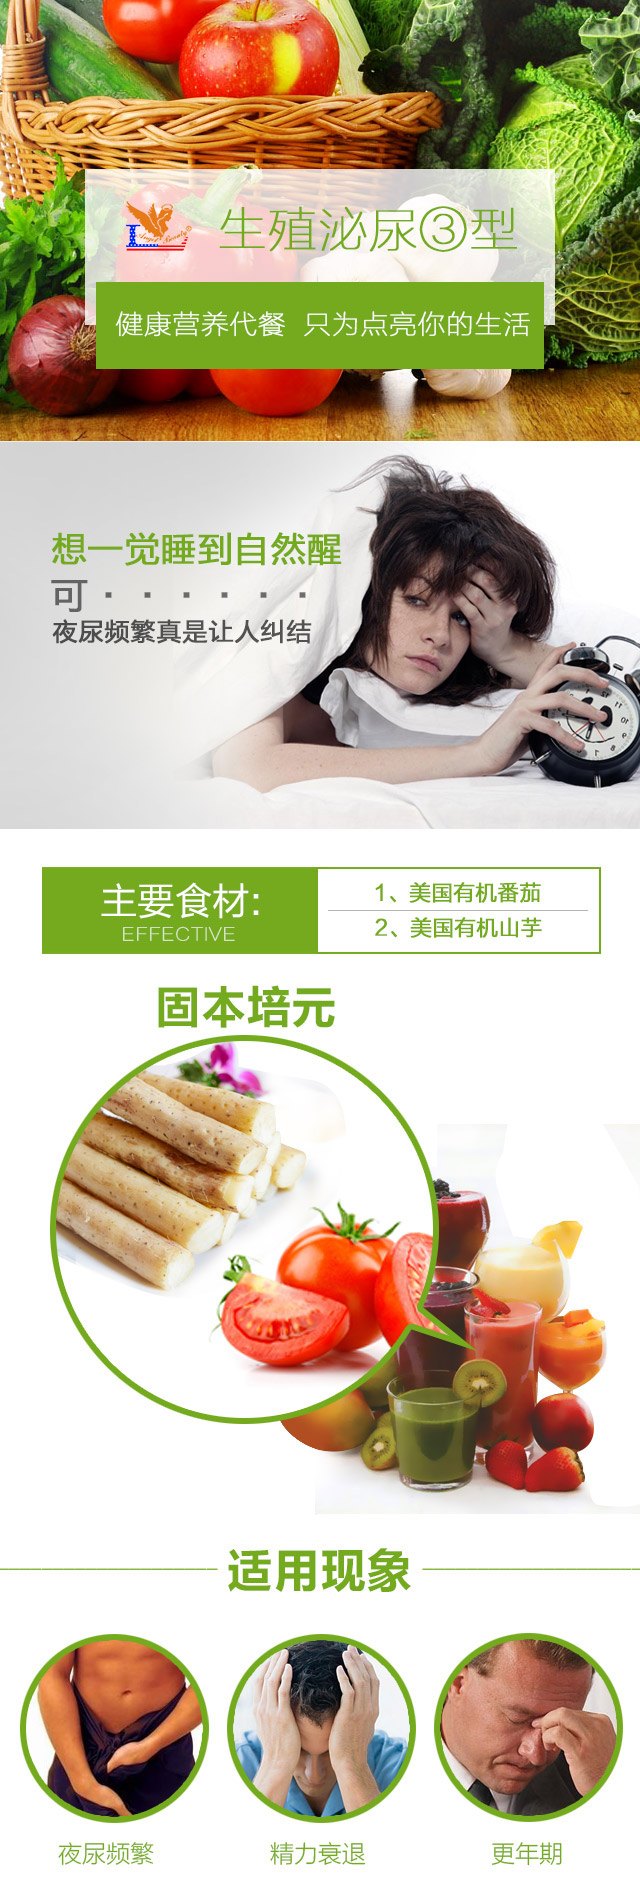 生殖泌尿③型
健康营养代餐 只为点亮你的生活
想一觉睡到自然醒
可······
夜尿频繁真是让人纠结
主要食材:
EFFECTIVE
1、美国有机番茄
2、美国有机山芋
固本培元
适用现象
夜尿频繁
精力衰退
更年期